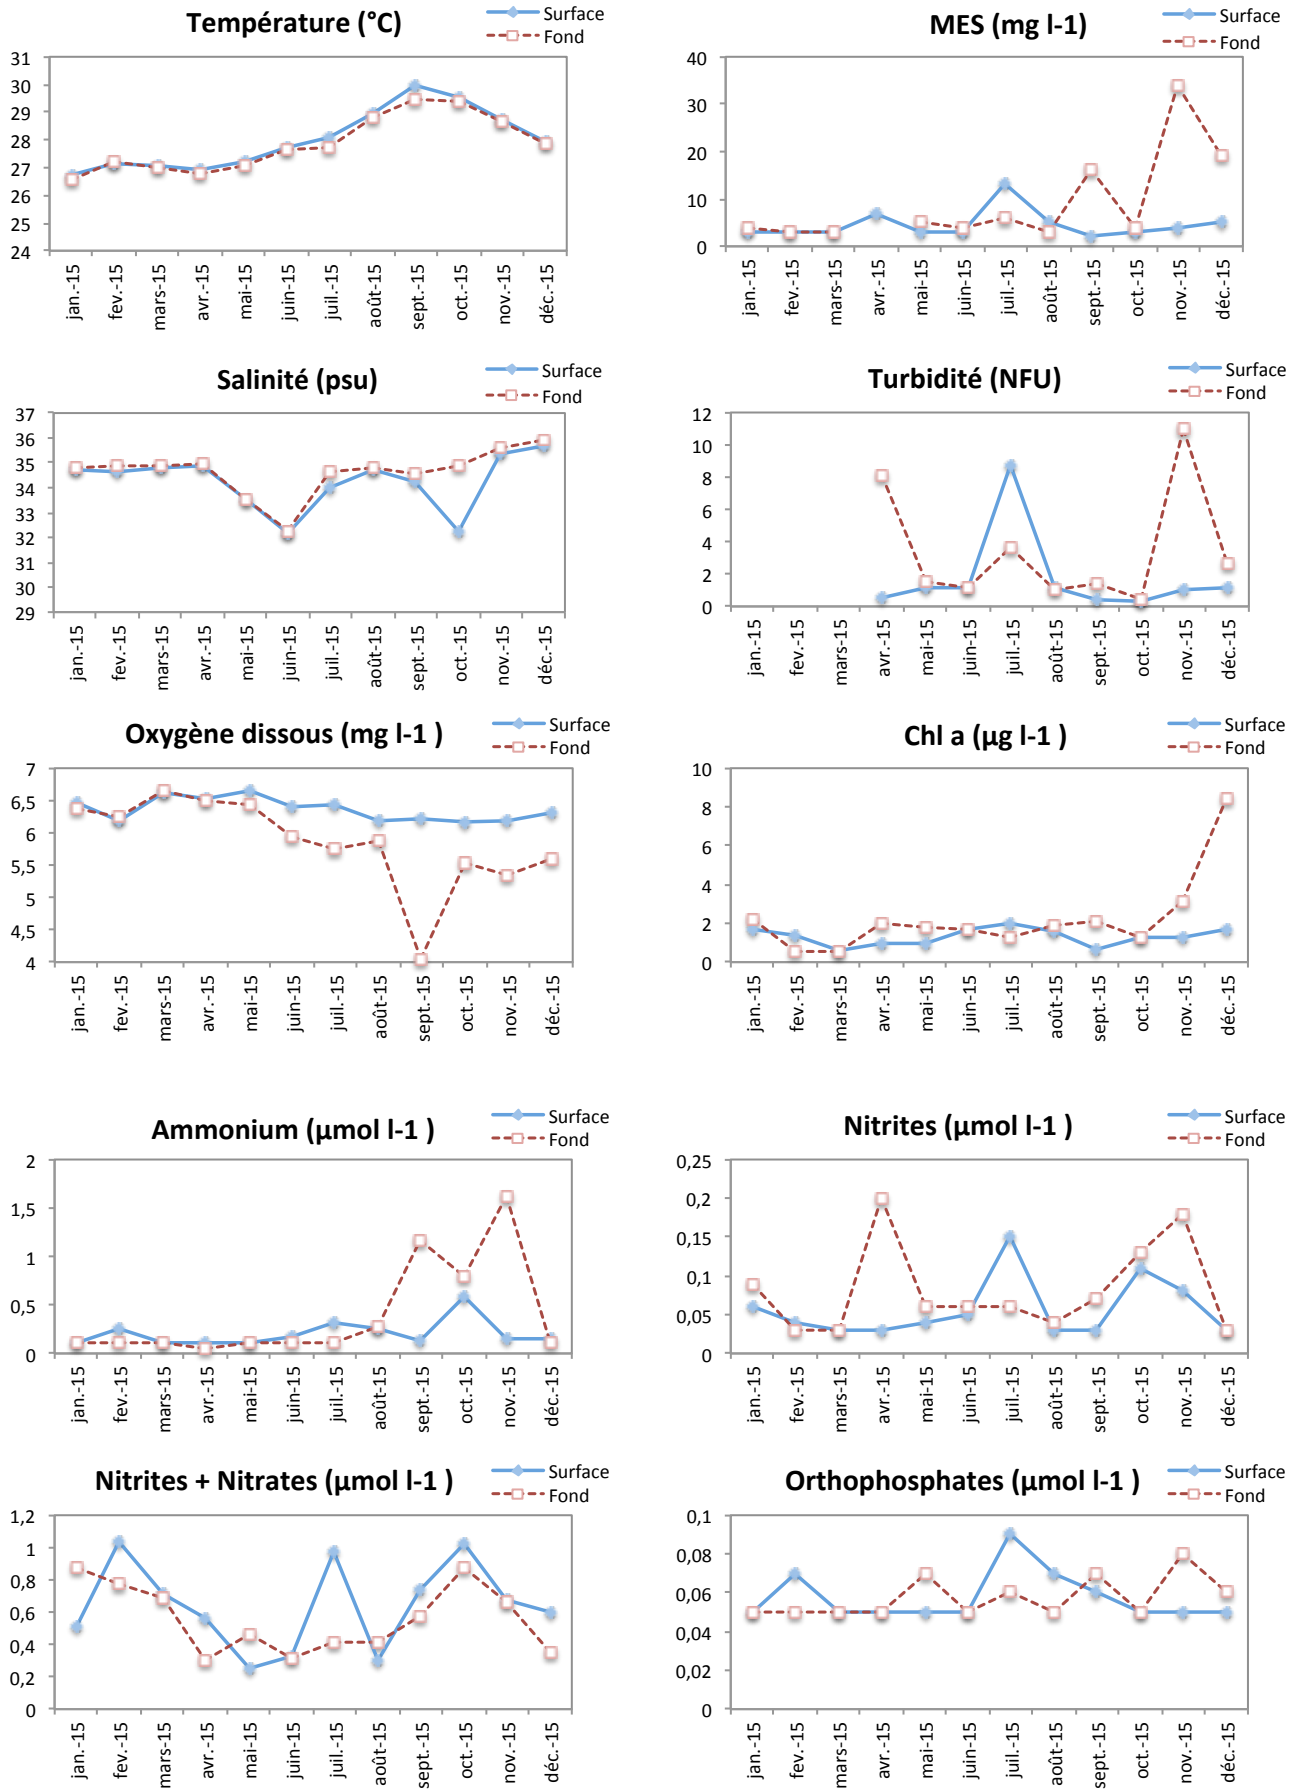 Température (°C)
Surface
Fond
31
30
29
28
27
26
25
24
jan.-15
fev.-15
mars-15
avr.-15
mai-15
juin-15
juil.-15
août-15
sept.-15
oct.-15
nov.-15
déc.-15
MES (mg l-1)
Surface
Fond
40
30
20
10
0
jan.-15
fev.-15
mars-15
avr.-15
mai-15
juin-15
juil.-15
août-15
sept.-15
oct.-15
nov.-15
déc.-15
Salinité (psu)
Surface
Fond
37
36
35
34
33
32
31
30
29
jan.-15
fev.-15
mars-15
avr.-15
mai-15
juin-15
juil.-15
août-15
sept.-15
oct.-15
nov.-15
déc.-15
Turbidité (NFU)
Surface
Fond
12
10
8
6
4
2
0
jan.-15
fev.-15
mars-15
avr.-15
mai-15
juin-15
juil.-15
août-15
sept.-15
oct.-15
nov.-15
déc.-15
Oxygène dissous (mg l-1 )
Surface
Fond
7
6,5
6
5,5
5
4,5
4
jan.-15
fev.-15
mars-15
avr.-15
mai-15
juin-15
juil.-15
août-15
sept.-15
oct.-15
nov.-15
déc.-15
Chl a (µg l-1 )
Surface
Fond
10
8
6
4
2
0
jan.-15
fev.-15
mars-15
avr.-15
mai-15
juin-15
juil.-15
août-15
sept.-15
oct.-15
nov.-15
déc.-15
Ammonium (µmol l-1 )
Surface
Fond
2
1,5
1
0,5
0
jan.-15
fev.-15
mars-15
avr.-15
mai-15
juin-15
juil.-15
août-15
sept.-15
oct.-15
nov.-15
déc.-15
Nitrites (µmol l-1 )
Surface
Fond
0,25
0,2
0,15
0,1
0,05
0
jan.-15
fev.-15
mars-15
avr.-15
mai-15
juin-15
juil.-15
août-15
sept.-15
oct.-15
nov.-15
déc.-15
Nitrites + Nitrates (µmol l-1 )
Surface
Fond
1,2
1
0,8
0,6
0,4
0,2
0
jan.-15
fev.-15
mars-15
avr.-15
mai-15
juin-15
juil.-15
août-15
sept.-15
oct.-15
nov.-15
déc.-15
Orthophosphates (µmol l-1 )
Surface
Fond
0,1
0,08
0,06
0,04
0,02
0
jan.-15
fev.-15
mars-15
avr.-15
mai-15
juin-15
juil.-15
août-15
sept.-15
oct.-15
nov.-15
déc.-15